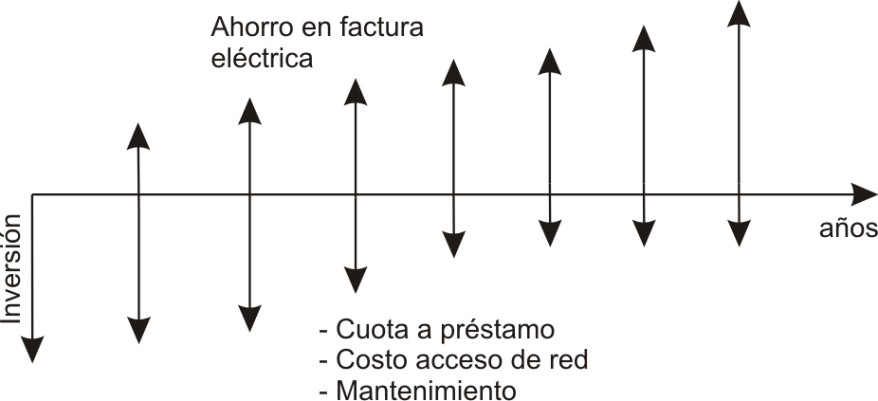 Ahorro en factura
eléctrica
Inversión
años
- Cuota a préstamo
- Costo acceso de red
- Mantenimiento